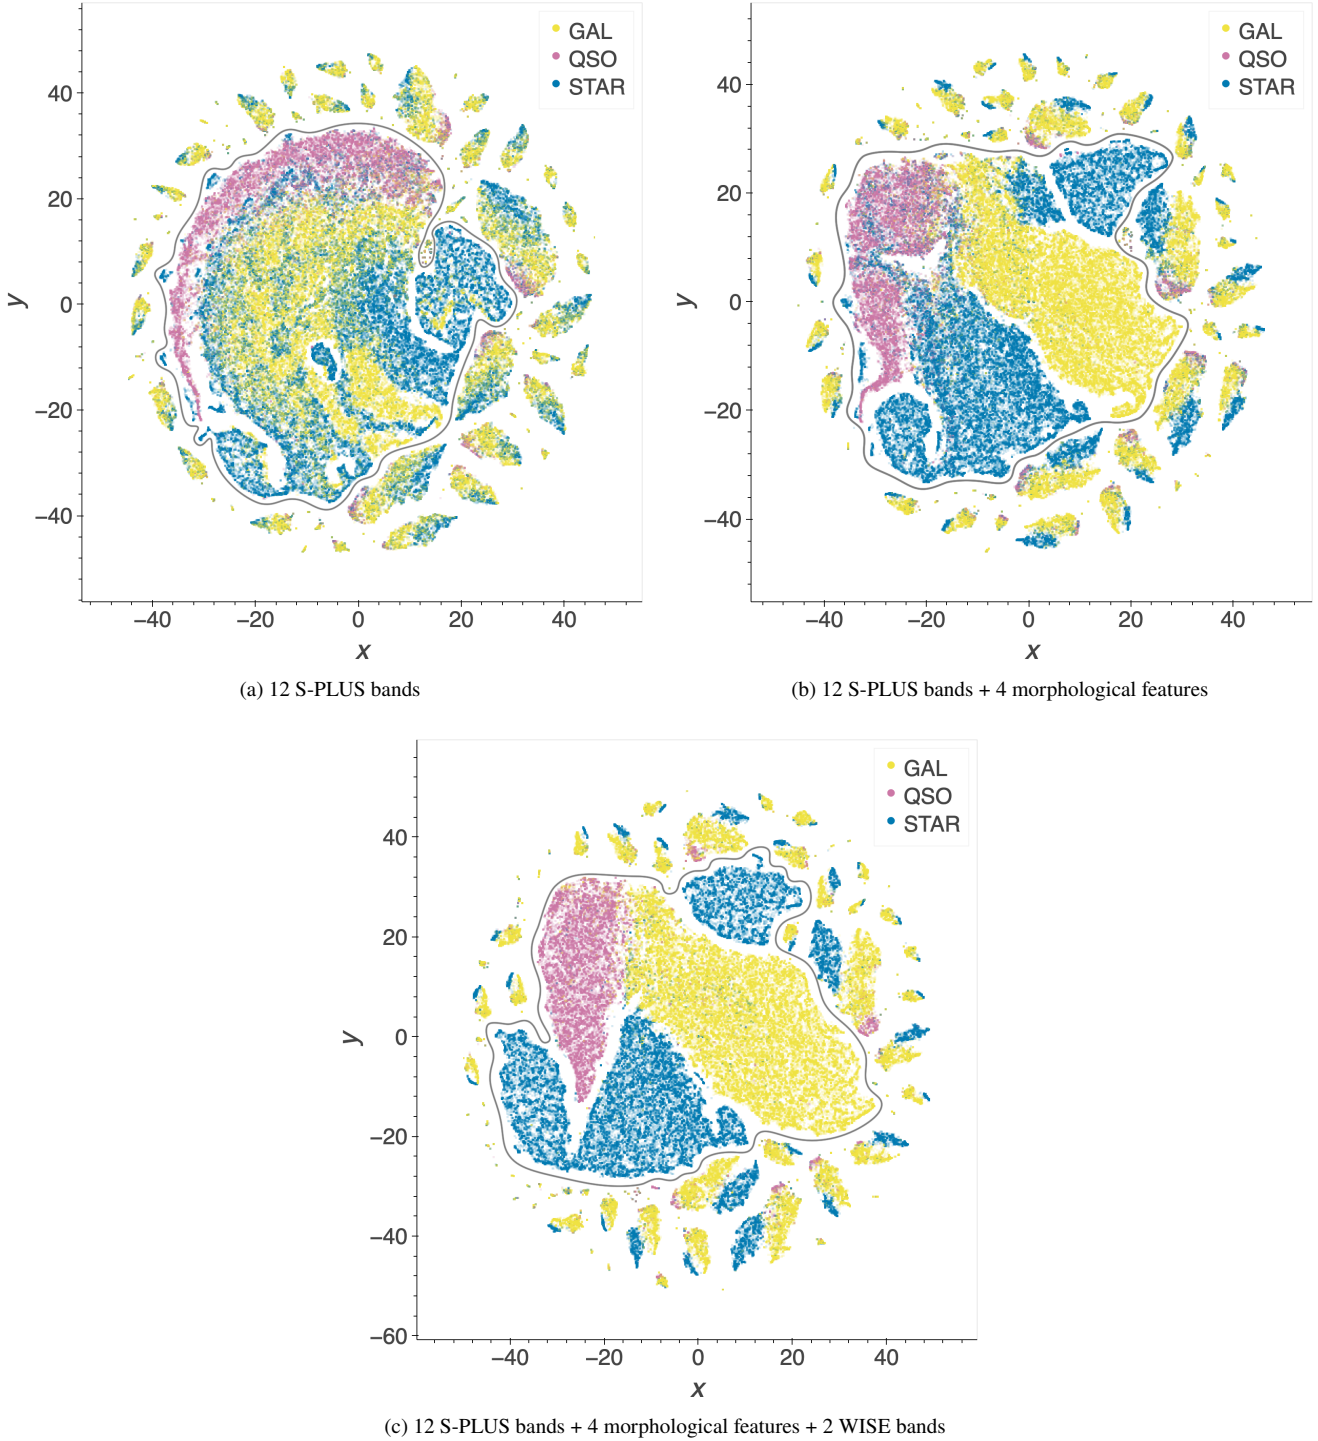 GAL
QSO
STAR
40
20
0
−20
−40
y
−40 −20 0 20 40
x
(a) 12 S-PLUS bands
GAL
QSO
STAR
40
20
0
−20
−40
y
−40 −20 0 20 40
x
(b) 12 S-PLUS bands + 4 morphological features
GAL
QSO
STAR
40
20
0
−20
−40
−60
y
−40 −20 0 20 40
x
(c) 12 S-PLUS bands + 4 morphological features + 2 WISE bands